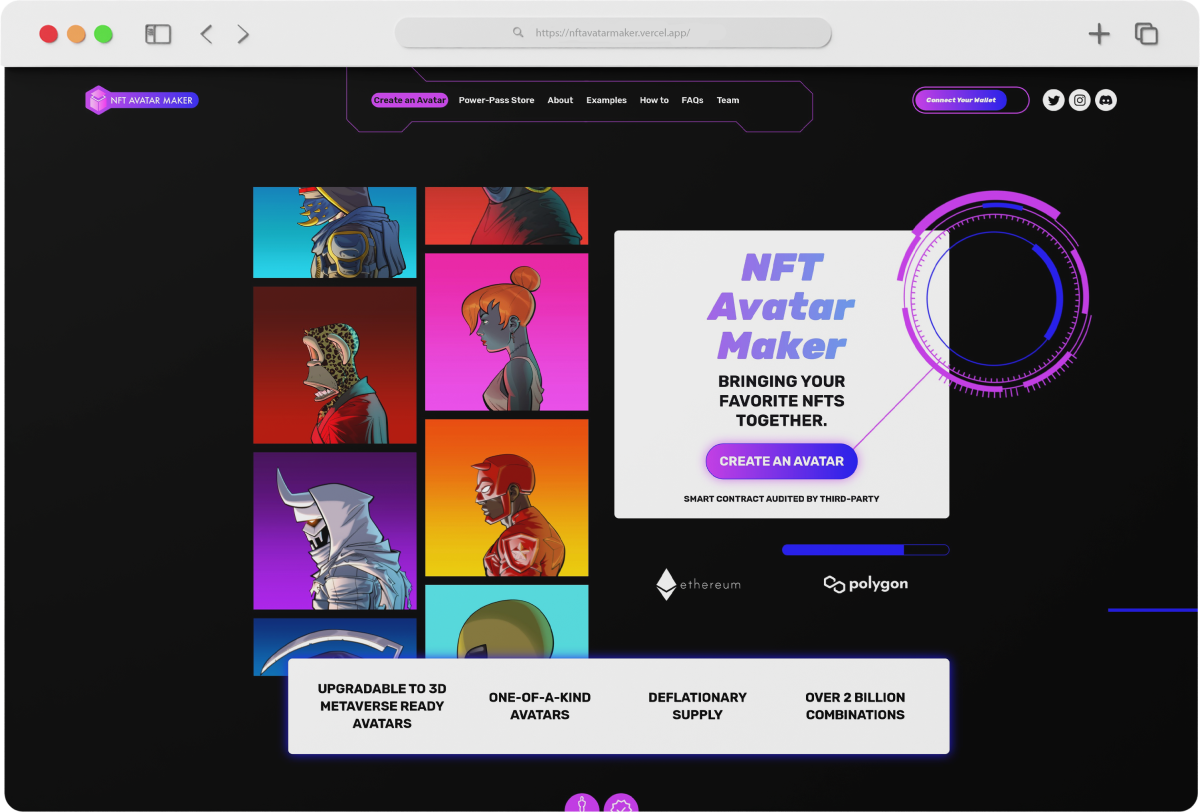 https://nftavatarmaker.vercel.app/
NFT AVATAR MAKER
Create an Avatar Power-Pass Store About Examples How to FAQs Team
Connect Your Wallet
NFT
Avatar
Maker
BRINGING YOUR
FAVORITE NFTS
TOGETHER.
CREATE AN AVATAR
SMART CONTRACT AUDITED BY THIRD-PARTY
ethereum
polygon
UPGRADABLE TO 3D
METAVERSE READY
AVATARS
ONE-OF-A-KIND
AVATARS
DEFLATIONARY
SUPPLY
OVER 2 BILLION
COMBINATIONS